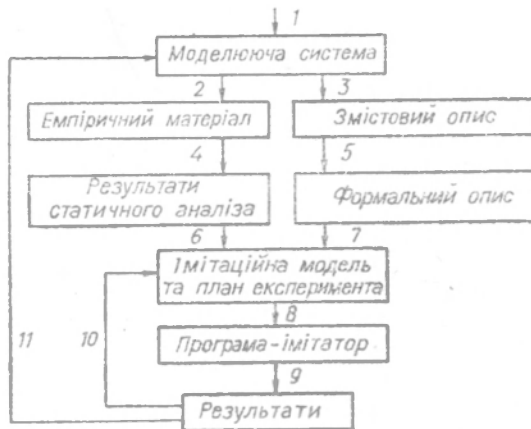 1
Моделююча система
2
3
Емпіричний матеріал
Змістовий опис
4
5
Результати
статичного аналіза
Формальний опис
6
7
Імітаційна модель
та план експеримента
8
11
10
Програма-імітатор
9
Результати